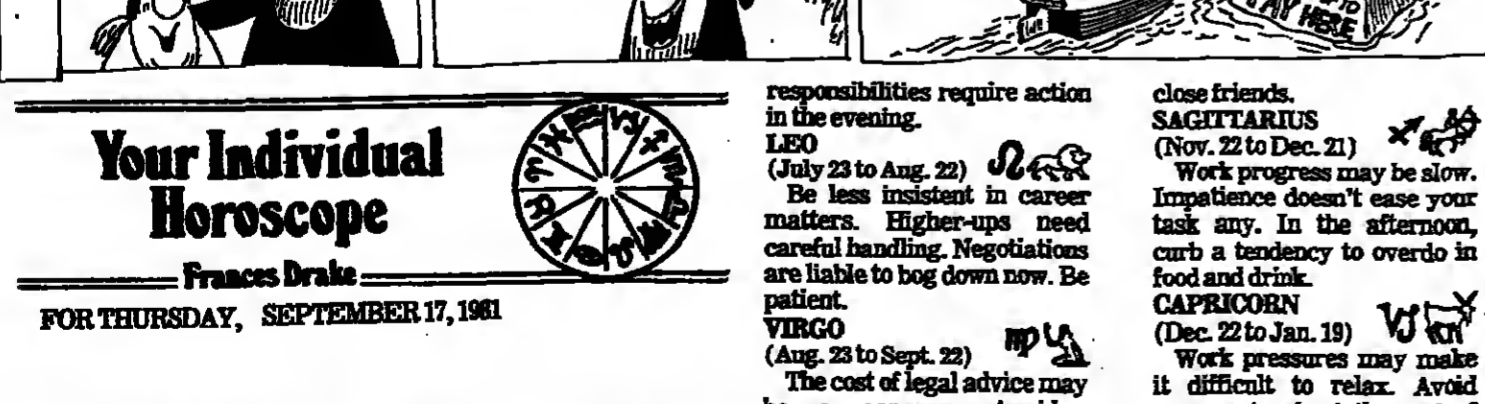 PAY HERE
Your Individual
Horoscope
Frances Drake
FOR THURSDAY, SEPTEMBER 17, 1981
responsibilities require action
in the evening.
LEO
(July 23 to Aug. 22)
Be less insistent in career
matters. Higher-ups need
careful handling. Negotiations
are liable to bog down now. Be
patient.
VIRGO
(Aug. 23 to Sept. 22)
The cost of legal advice may
close friends.
SAGITTARIUS
(Nov. 22 to Dec. 21)
Work progress may be slow.
Impatience doesn't ease your
task any. In the afternoon,
curb a tendency to overdo in
food and drink.
CAPRICORN
(Dec. 22 to Jan. 19)
Work pressures may make
it difficult to relax. Avoid